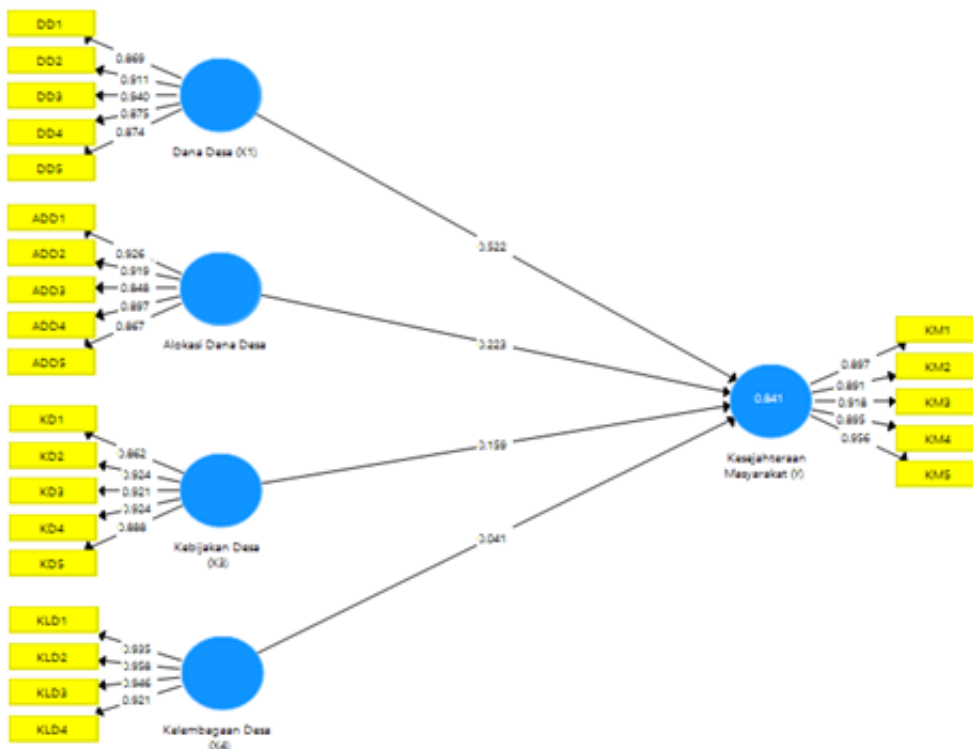 DD1
DD2
DD3
DD4
DD5
0.869
0.911
0.940
0.875
0.874
Dana Desa (X1)
0.522
ADD1
ADD2
ADD3
ADD4
ADD5
0.926
0.919
0.848
0.897
0.867
Alokasi Dana Desa
0.223
KD1
KD2
KD3
KD4
KD5
0.862
0.924
0.921
0.924
0.888
Kebijakan Desa
(X3)
0.159
KLD1
KLD2
KLD3
KLD4
0.935
0.958
0.946
0.921
Kelembagaan Desa
(X4)
0.041
0.841
Kesejahteraan
Masyarakat (Y)
0.897
0.891
0.918
0.895
0.956
KM1
KM2
KM3
KM4
KM5